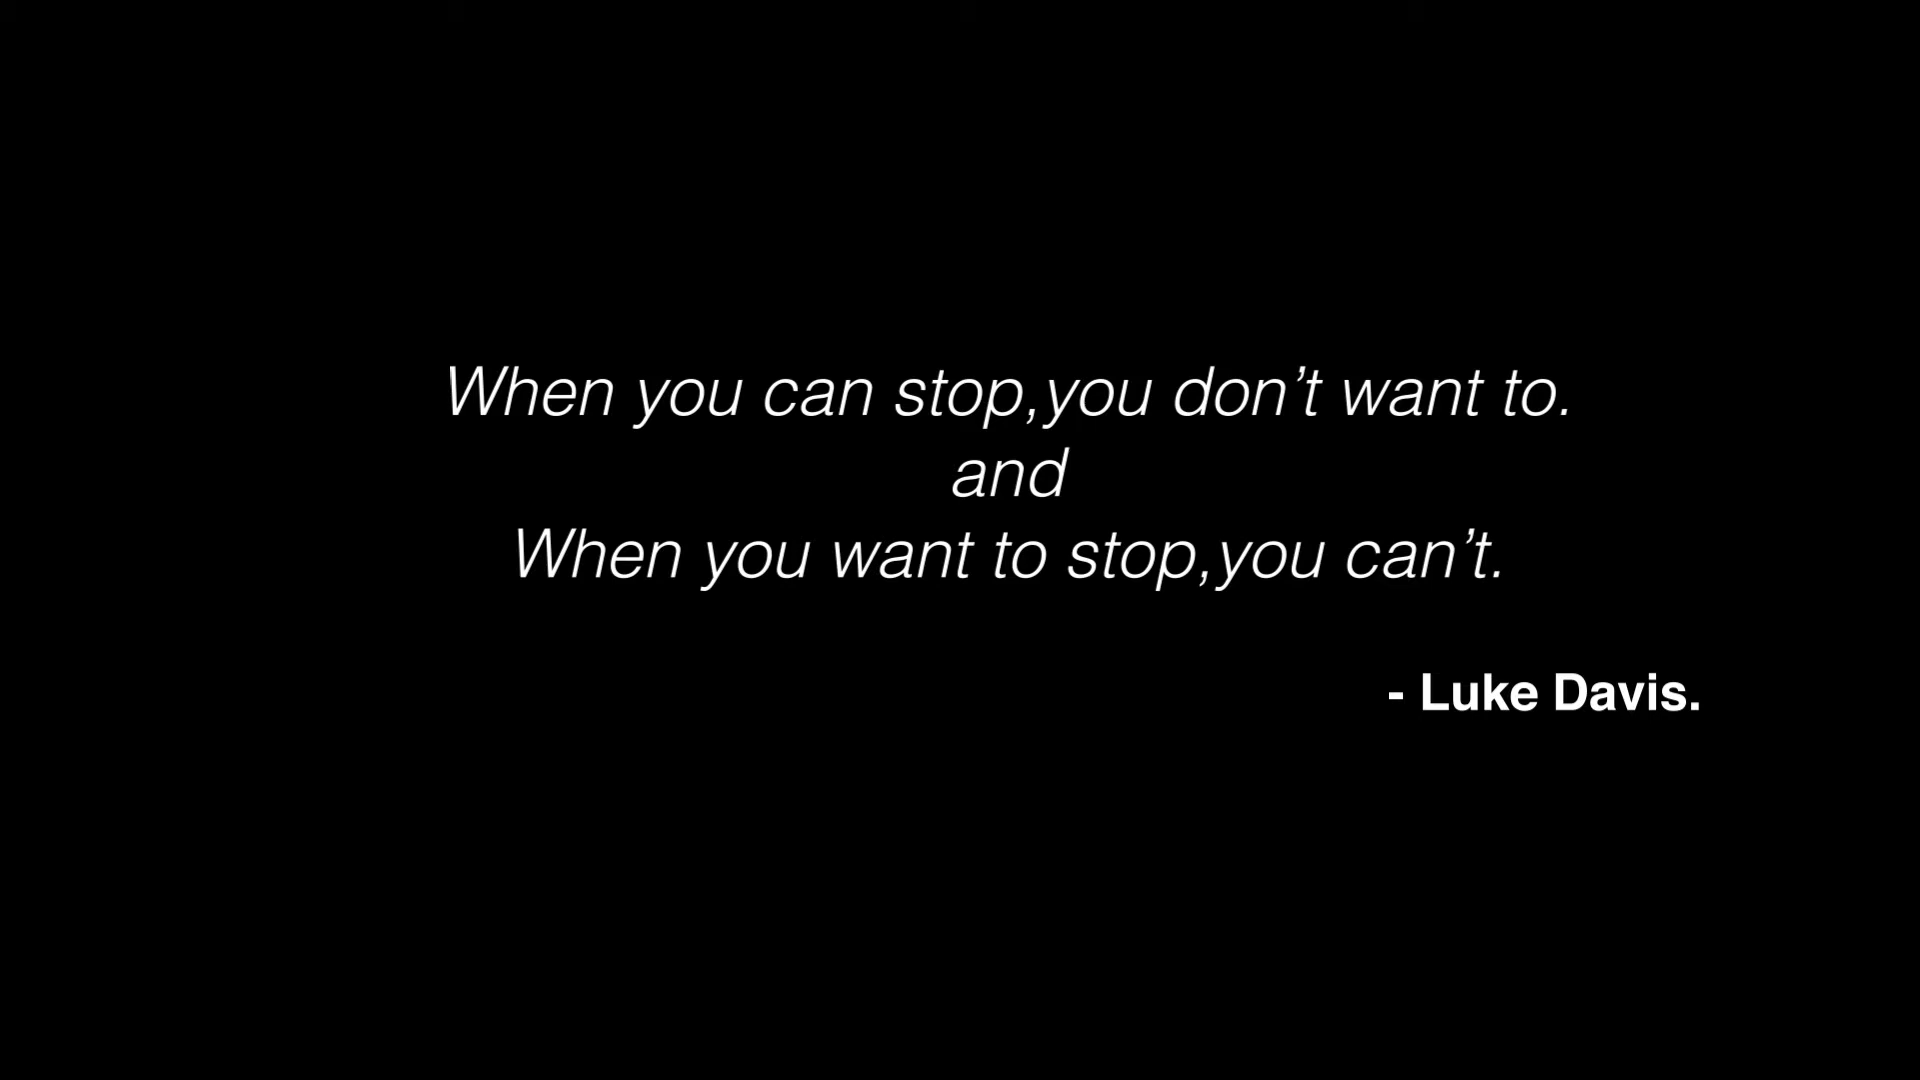 When you can stop,you don’t want to.
and
When you want to stop,you can’t.
- Luke Davis.